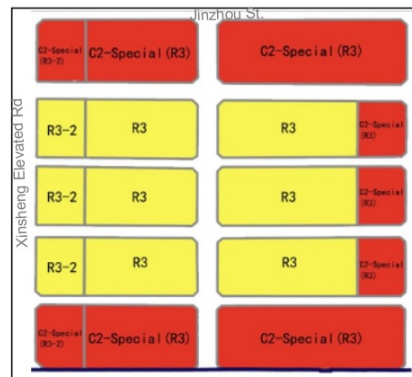 Jinzhou St.
C2-Special
(R3-2)
C2-Special(R3)
C2-Special(R3)
Xinsheng Elevated Rd
R3-2
R3
R3
C2-Special
(R3)
R3-2
R3
R3
C2-Special
(R3)
R3-2
R3
R3
C2-Special
(R3)
C2-Special
(R3-2)
C2-Special(R3)
C2-Special(R3)